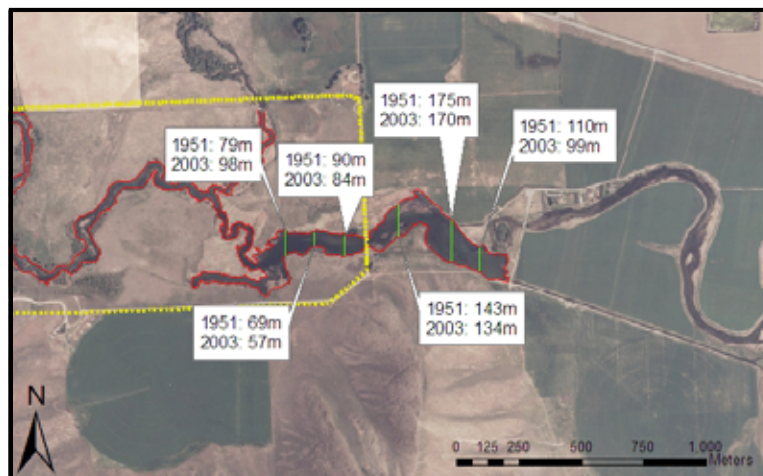 1951: 175m
2003: 170m
1951: 110m
2003: 99m
1951: 79m
2003: 98m
1951: 90m
2003: 84m
1951: 69m
2003: 57m
1951: 143m
2003: 134m
N
0 125 250 500 750 1,000
Meters